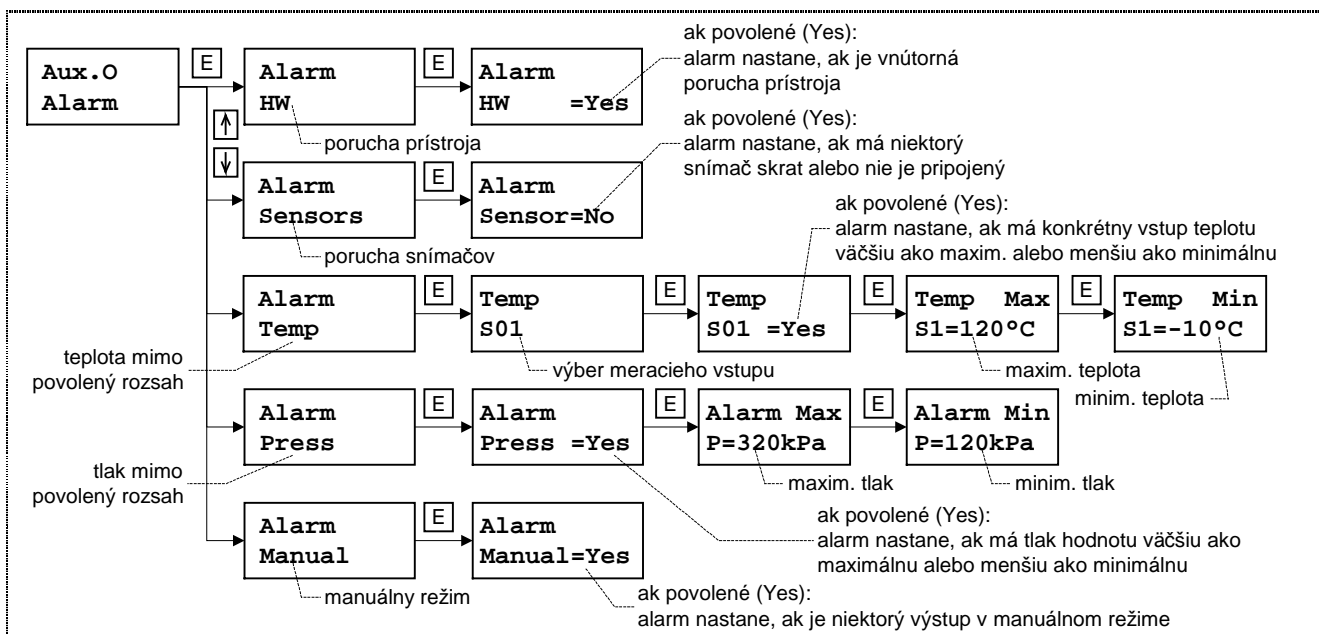 ak povolené (Yes):
alarm nastane, ak je vnútorná
porucha prístroja
Aux.O
Alarm
E
Alarm
HW
E
Alarm
HW =Yes
↑
↓
porucha prístroja
ak povolené (Yes):
alarm nastane, ak má niektorý
snímač skrat alebo nie je pripojený
Alarm
Sensors
E
Alarm
Sensor=No
porucha snímačov
ak povolené (Yes):
alarm nastane, ak má konkrétny vstup teplotu
väčšiu ako maxim. alebo menšiu ako minimálnu
Alarm
Temp
E
Temp
S01
E
Temp
S01 =Yes
E
Temp Max
S1=120°C
E
Temp Min
S1=-10°C
teplota mimo
povolený rozsah
výber meracieho vstupu
maxim. teplota
minim. teplota
Alarm
Press
E
Alarm
Press =Yes
E
Alarm Max
P=320kPa
E
Alarm Min
P=120kPa
tlak mimo
povolený rozsah
maxim. tlak
minim. tlak
ak povolené (Yes):
alarm nastane, ak má tlak hodnotu väčšiu ako
maximálnu alebo menšiu ako minimálnu
Alarm
Manual
E
Alarm
Manual=Yes
manuálny režim
ak povolené (Yes):
alarm nastane, ak je niektorý výstup v manuálnom režime